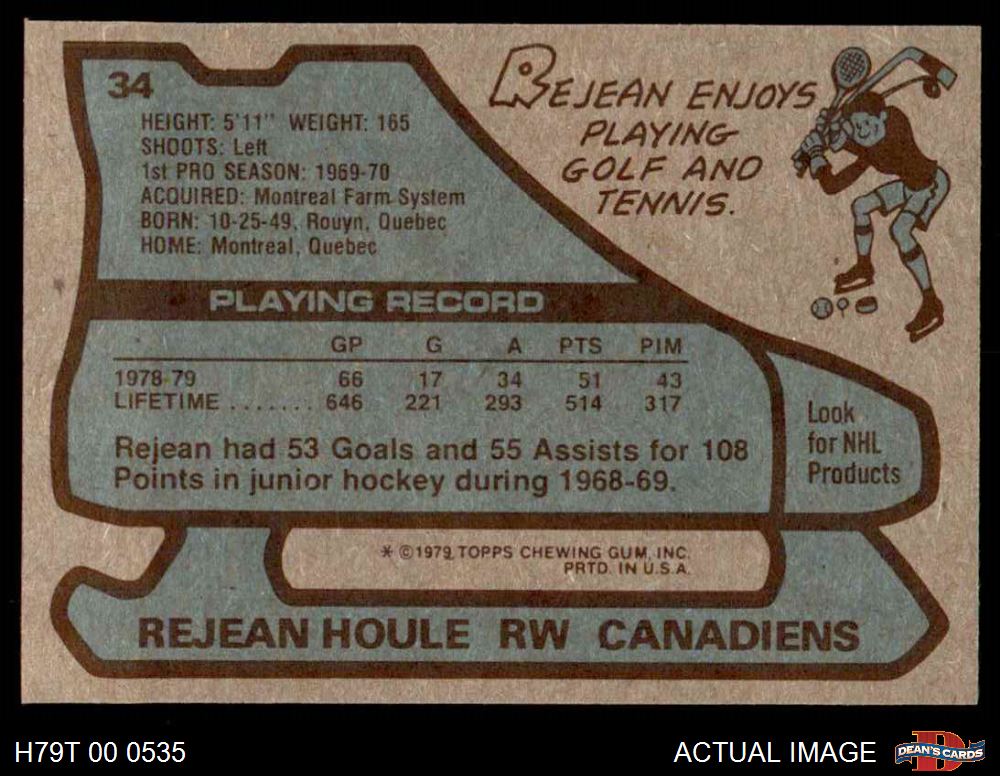 34
HEIGHT: 5'11" WEIGHT: 165
SHOOTS: Left
1st PRO SEASON: 1969-70
ACQUIRED: Montreal Farm System
BORN: 10-25-49, Rouyn, Quebec
HOME: Montreal, Quebec
REJEAN ENJOYS
PLAYING
GOLF AND
TENNIS.
PLAYING RECORD
GP G A PTS PIM
1978-79 66 17 34 51 43
LIFETIME ....... 646 221 293 514 317
Rejean had 53 Goals and 55 Assists for 108
Points in junior hockey during 1968-69.
Look
for NHL
Products
* ©1979 TOPPS CHEWING GUM, INC.
PRTD. IN U.S.A.
REJEAN HOULE RW CANADIENS
H79T 00 0535
ACTUAL IMAGE
DEAN'S CARDS